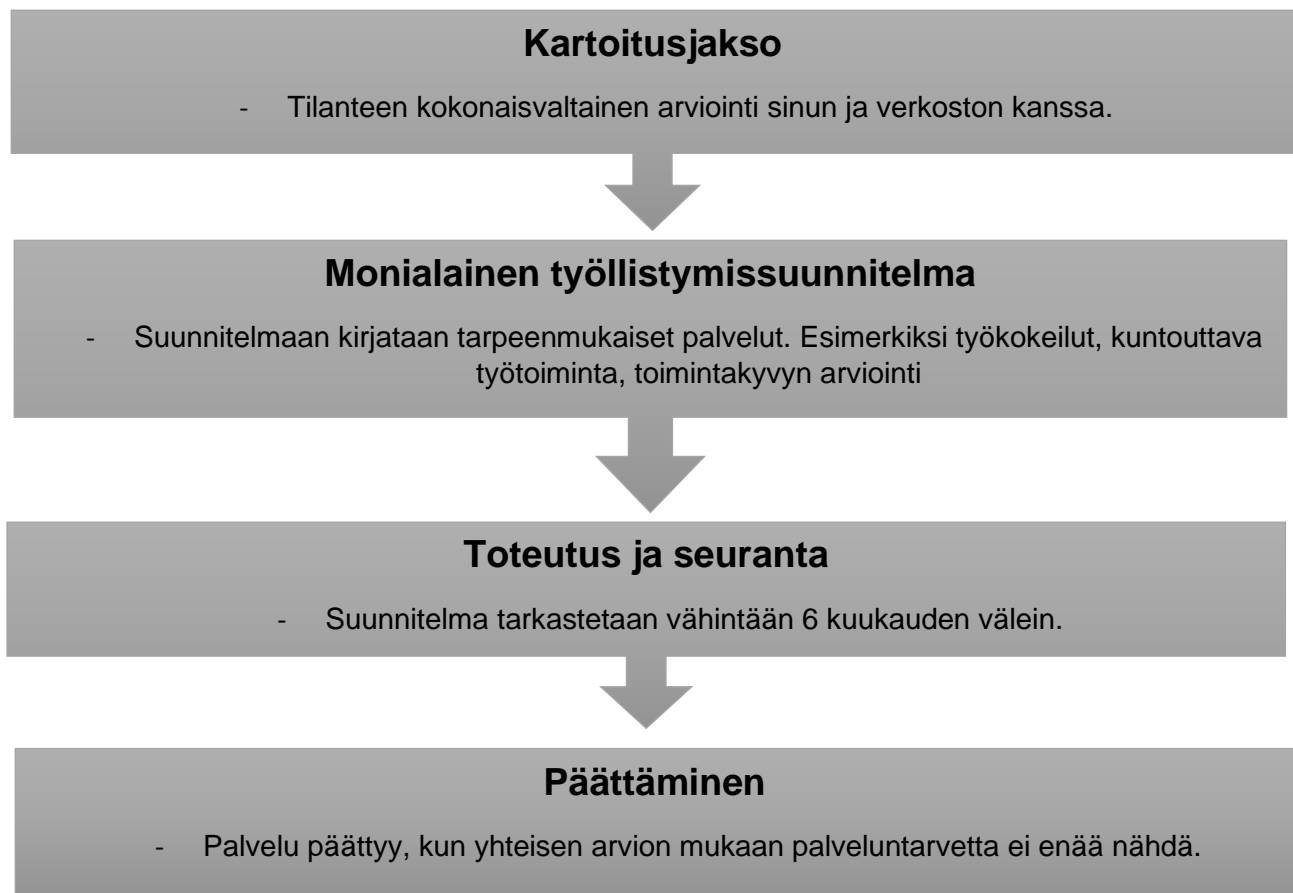 Kartoitusjakso
- Tilanteen kokonaisvaltainen arviointi sinun ja verkoston kanssa.
Monialainen työllistymissuunnitelma
- Suunnitelmaan kirjataan tarpeenmukaiset palvelut. Esimerkiksi työkokeilut, kuntouttava
työtoiminta, toimintakyvyn arviointi
Toteutus ja seuranta
- Suunnitelma tarkastetaan vähintään 6 kuukauden välein.
Päättäminen
- Palvelu päättyy, kun yhteisen arvion mukaan palveluntarvetta ei enää nähdä.